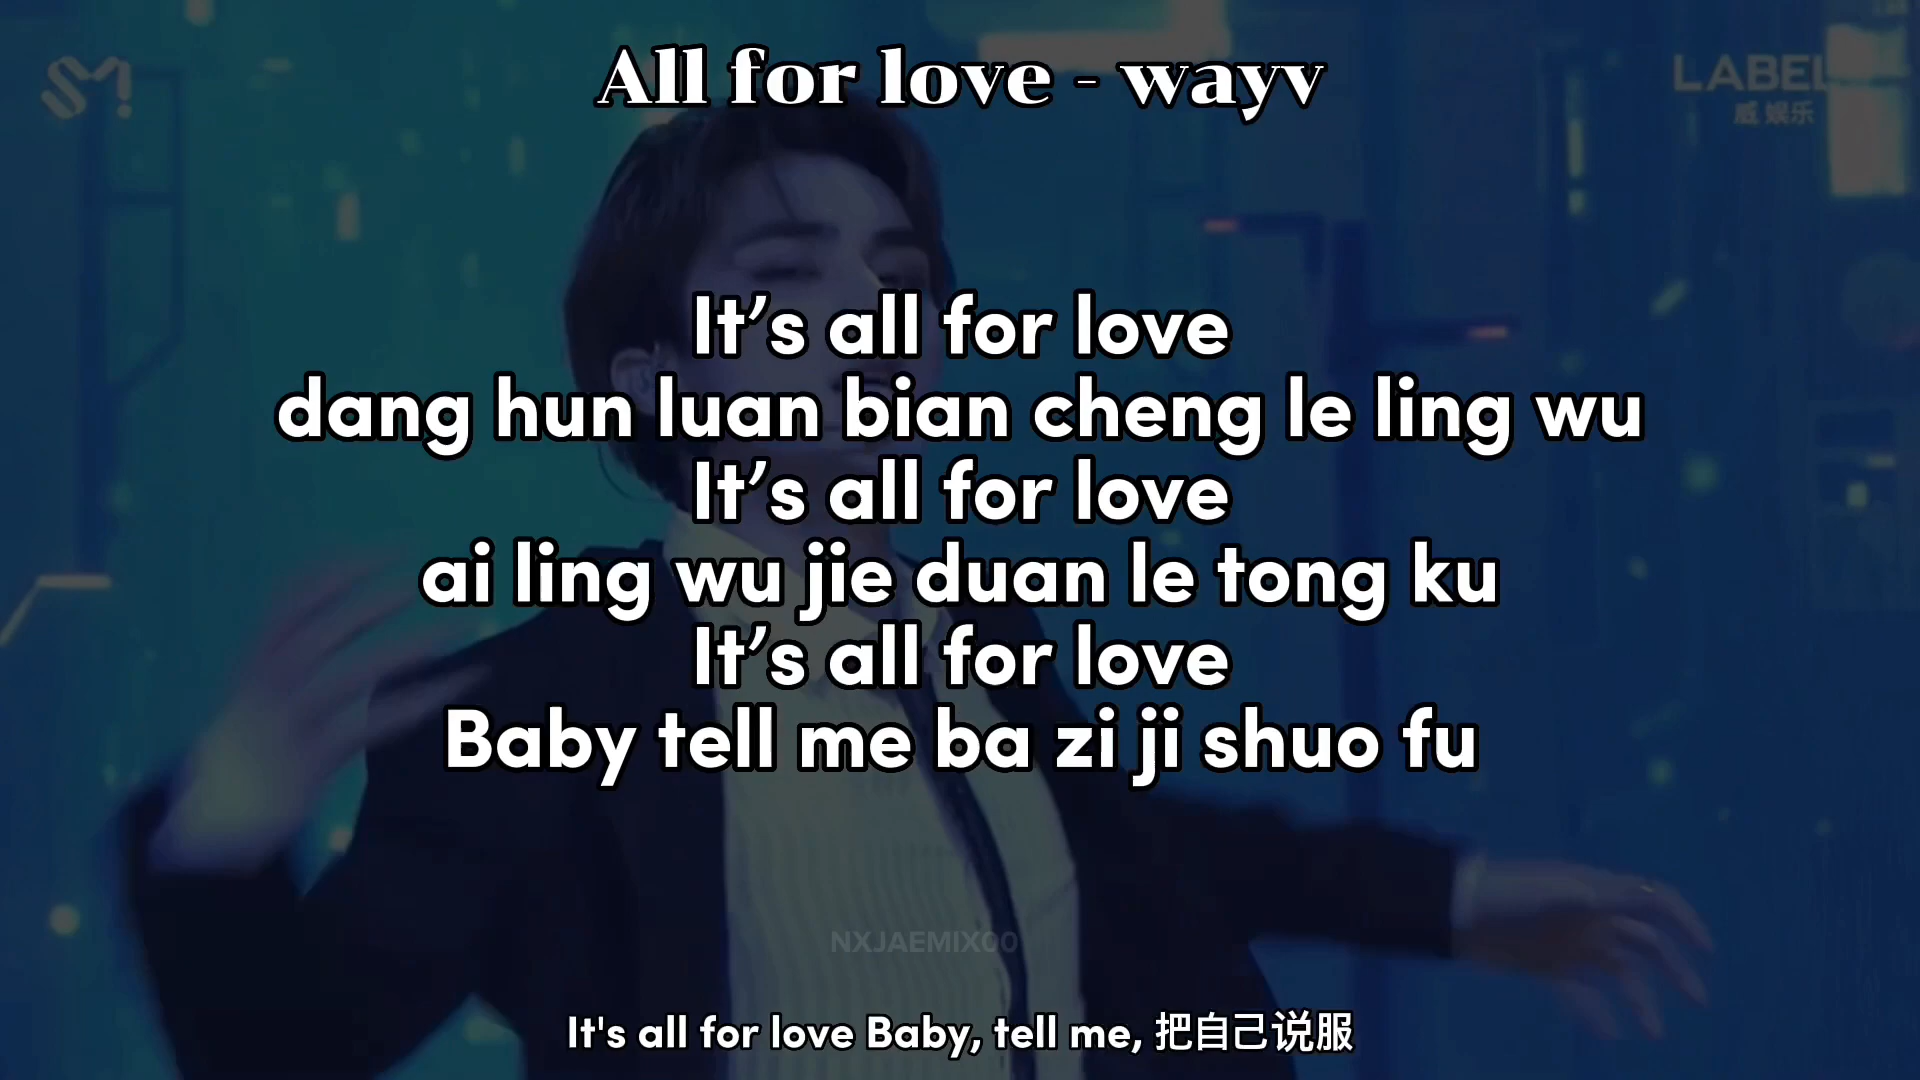 SM!
LABEL
威 娱乐
All for love - wayv
It’s all for love
dang hun luan bian cheng le ling wu
It’s all for love
ai ling wu jie duan le tong ku
It’s all for love
Baby tell me ba zi ji shuo fu
NXJAEMIX00
It's all for love Baby, tell me, 把自己说服